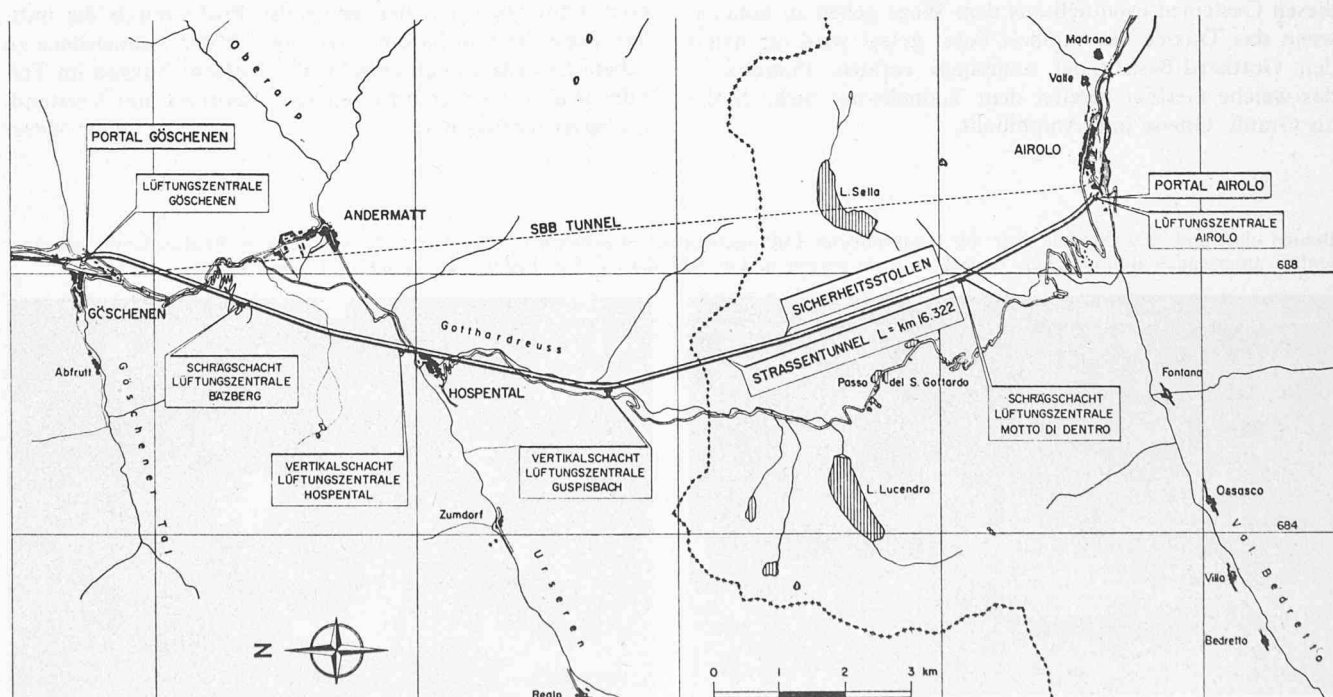 Oberalp
Madrano
Valle
PORTAL GÖSCHENEN
AIROLO
LÜFTUNGSZENTRALE
GÖSCHENEN
L. Sella
PORTAL AIROLO
ANDERMATT
SBB TUNNEL
LÜFTUNGSZENTRALE
AIROLO
688
SICHERHEITSSTOLLEN
GÖSCHENEN
Gotthardreuss
STRASSENTUNNEL L = km 16.322
Abfrutt
Göschener Tal
SCHRÄGSCHACHT
LÜFTUNGSZENTRALE
BÄZBERG
HOSPENTAL
Passo del S. Gottardo
Fontana
SCHRÄGSCHACHT
LÜFTUNGSZENTRALE
MOTTO DI DENTRO
VERTIKALSCHACHT
LÜFTUNGSZENTRALE
HOSPENTAL
VERTIKALSCHACHT
LÜFTUNGSZENTRALE
GUSPISBACH
L. Lucendro
Ossasco
Zumdorf
684
Urseren
Val Bedretto
Villa
N
Bedretto
0 1 2 3 km
Realp